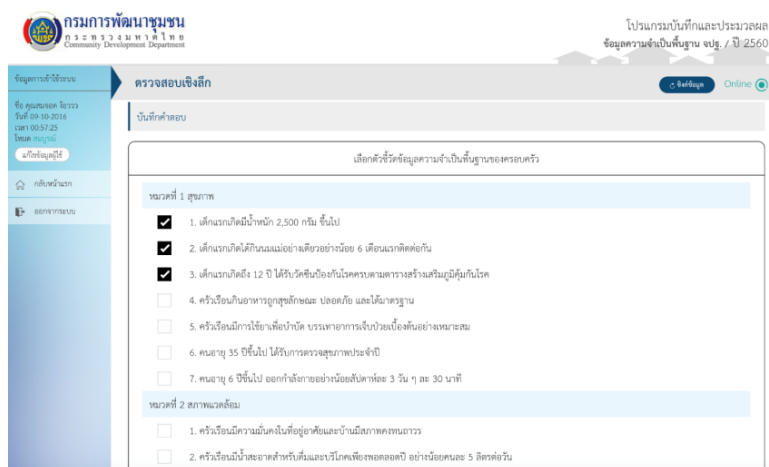 กรมการพัฒนาชุมชน
กระทรวงมหาดไทย
Community Development Department
โปรแกรมบันทึกและประมวลผล
ข้อมูลความจำเป็นพื้นฐาน จปฐ. / ปี 2560
ข้อมูลการเข้าใช้ระบบ
วันที่ 09-10-2016
เวลา 00:57:25
โหมด สมบูรณ์
แก้ไขข้อมูลผู้ใช้
กลับหน้าแรก
ออกจากระบบ
ตรวจสอบเชิงลึก
ซิงค์ข้อมูล
Online
บันทึกคำตอบ
เลือกตัวชี้วัดข้อมูลความจำเป็นพื้นฐานของครอบครัว
หมวดที่ 1 สุขภาพ
1. เด็กแรกเกิดมีน้ำหนัก 2,500 กรัม ขึ้นไป
2. เด็กแรกเกิดได้กินนมแม่อย่างเดียวอย่างน้อย 6 เดือนแรกติดต่อกัน
3. เด็กแรกเกิดถึง 12 ปี ได้รับวัคซีนป้องกันโรคครบตามตารางสร้างเสริมภูมิคุ้มกันโรค
4. ครัวเรือนกินอาหารถูกสุขลักษณะ ปลอดภัย และได้มาตรฐาน
5. ครัวเรือนมีการใช้ยาเพื่อบำบัด บรรเทาอาการเจ็บป่วยเบื้องต้นอย่างเหมาะสม
6. คนอายุ 35 ปีขึ้นไป ได้รับการตรวจสุขภาพประจำปี
7. คนอายุ 6 ปีขึ้นไป ออกกำลังกายอย่างน้อยสัปดาห์ละ 3 วัน ๆ ละ 30 นาที
หมวดที่ 2 สภาพแวดล้อม
1. ครัวเรือนมีความมั่นคงในที่อยู่อาศัยและบ้านมีสภาพคงทนถาวร
2. ครัวเรือนมีน้ำสะอาดสำหรับดื่มและบริโภคเพียงพอตลอดปี อย่างน้อยคนละ 5 ลิตรต่อวัน